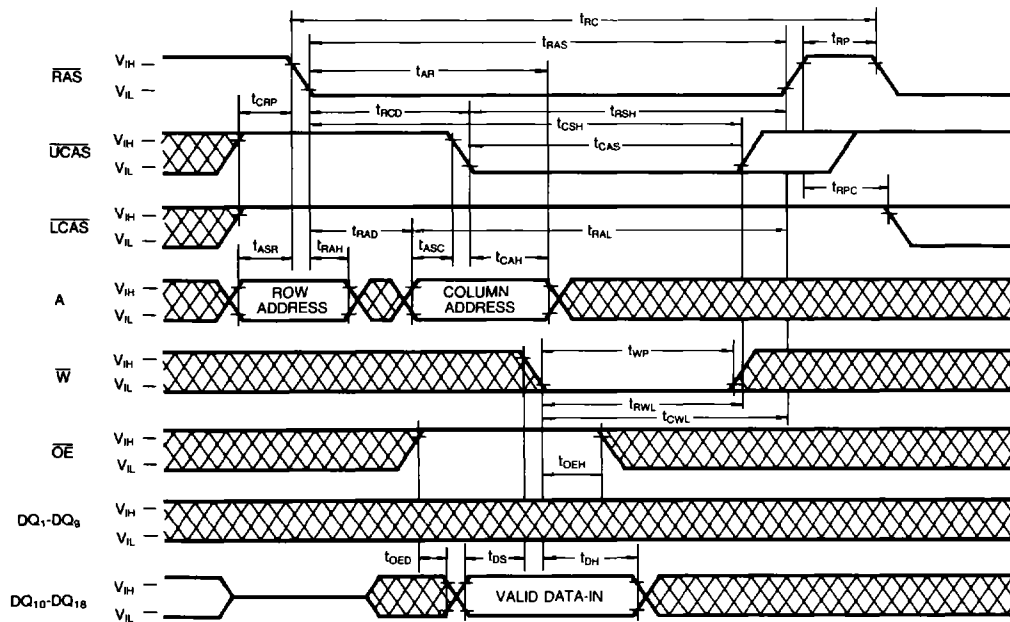 tRC
tRAS
tRP
VIH
RAS
tAR
VIL
tCRP
tRCD
tRSH
tCSH
VIH
UCAS
tCAS
VIL
tRPC
VIH
LCAS
VIL
tRAD
tRAL
tASR
tRAH
tASC
tCAH
VIH
A
ROW ADDRESS
COLUMN ADDRESS
VIL
VIH
W
tWP
VIL
tRWL
tCWL
VIH
OE
VIL
tOEH
VIH
DQ1-DQ9
VIL
tOED
tDS
tDH
VIH
DQ10-DQ18
VALID DATA-IN
VIL